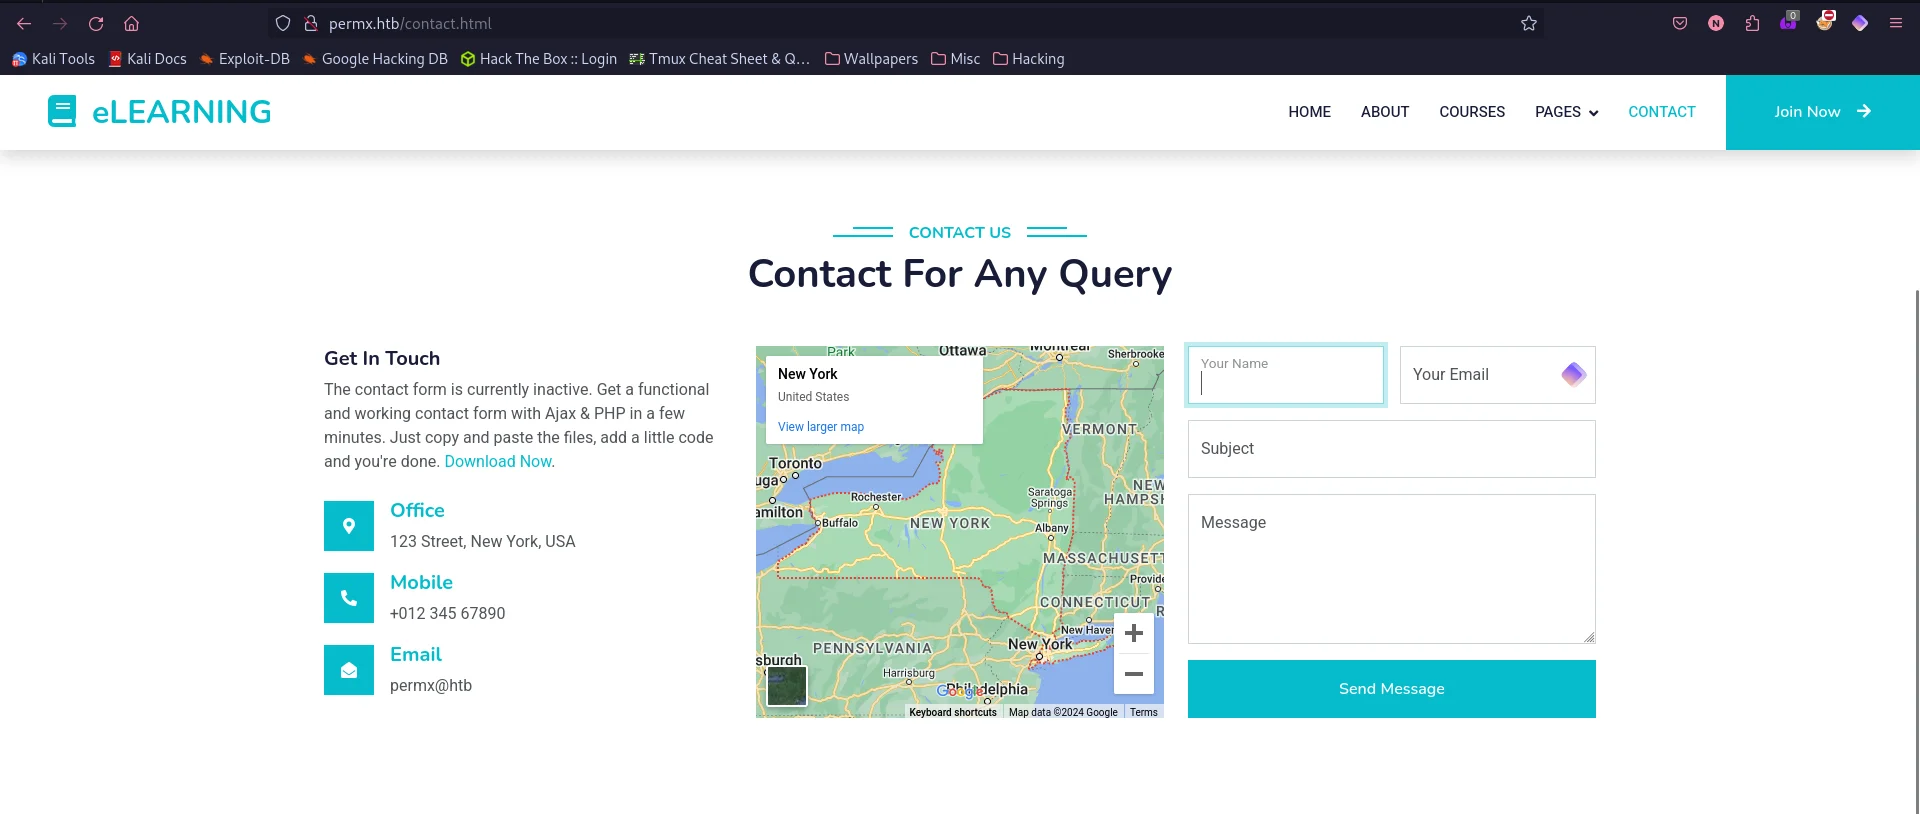 permx.htb/contact.html
0
N
Kali Tools
Kali Docs
Exploit-DB
Google Hacking DB
Hack The Box :: Login
Tmux Cheat Sheet & Q...
Wallpapers
Misc
Hacking
eLEARNING
HOME
ABOUT
COURSES
PAGES
CONTACT
Join Now
CONTACT US
Contact For Any Query
Get In Touch
The contact form is currently inactive. Get a functional
and working contact form with Ajax & PHP in a few
minutes. Just copy and paste the files, add a little code
and you're done. Download Now.
Office
123 Street, New York, USA
Mobile
+012 345 67890
Email
permx@htb
Park
Ottawa
Montreal
Sherbrooke
New York
United States
View larger map
VERMONT
Toronto
uga
Rochester
Saratoga
Springs
NEW
HAMPSH
amilton
Buffalo
NEW YORK
Albany
MASSACHUSETT
Provide
CONNECTICUT
R
New Haven
New York
PENNSYLVANIA
sburgh
Harrisburg
Google
Philadelphia
Keyboard shortcuts
Map data ©2024 Google
Terms
Your Name
Your Email
Subject
Message
Send Message